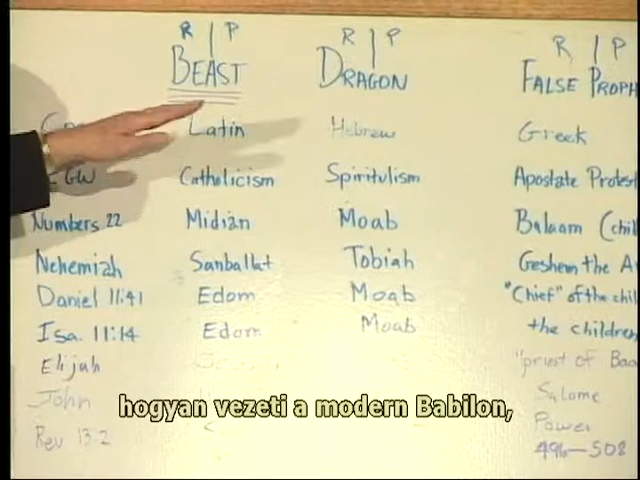 R | P R | P R | P
BEAST DRAGON FALSE PROPH
Latin Hebrew Greek
EGW Catholicism Spiritulism Apostate Protest
Numbers 22 Midian Moab Balaam (chil
Nehemiah Sanballat Tobiah Geshem the A
Daniel 11:41 Edom Moab "Chief" of the chil
Isa. 11:14 Edom Moab the children
Elijah "priest of Baa
John Salome
Rev 13:2 Power
496-508
hogyan vezeti a modern Babilon,